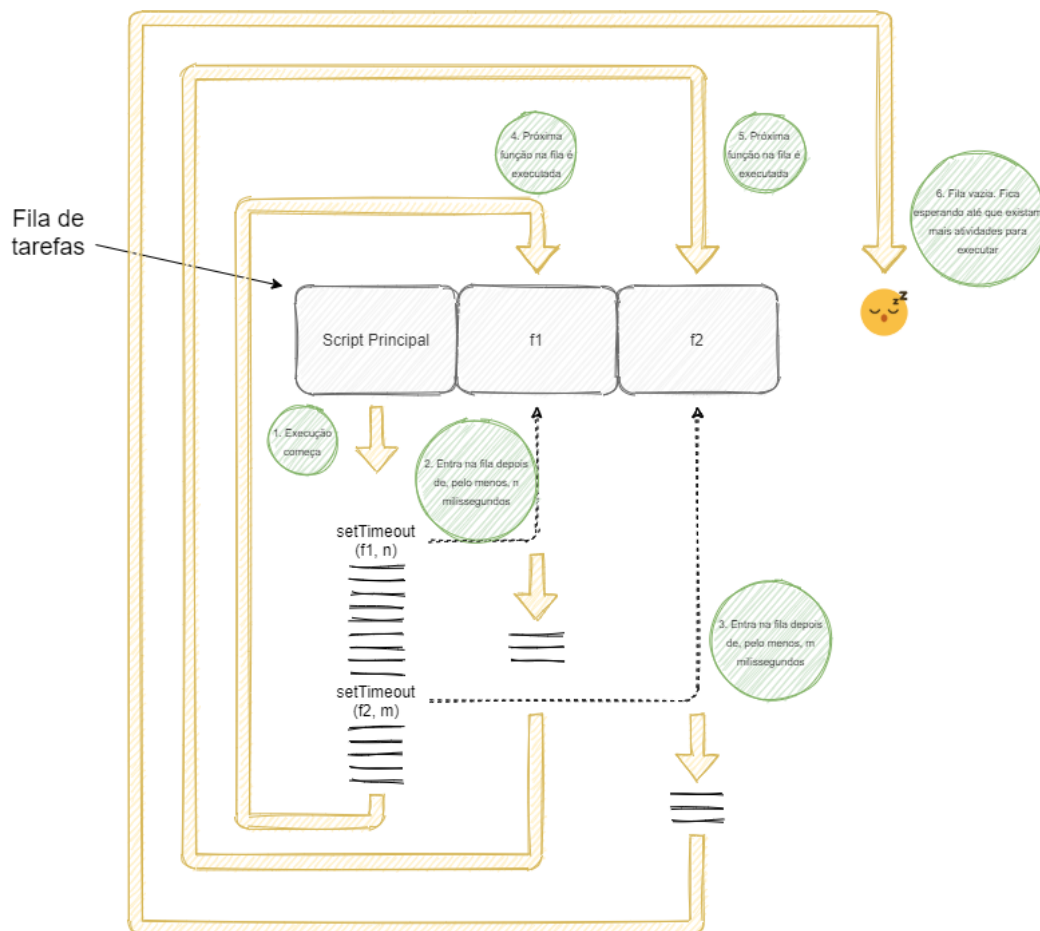 4. Próxima
função na fila é
executada
5. Próxima
função na fila é
executada
6. Fila vazia. Fica
esperando até que existam
mais atividades para
executar
Fila de
tarefas
z
z
z
Script Principal
f1
f2
1. Execução
começa
2. Entra na fila depois
de, pelo menos, n
milissegundos
setTimeout
(f1, n)
3. Entra na fila depois
de, pelo menos, m
milissegundos
setTimeout
(f2, m)